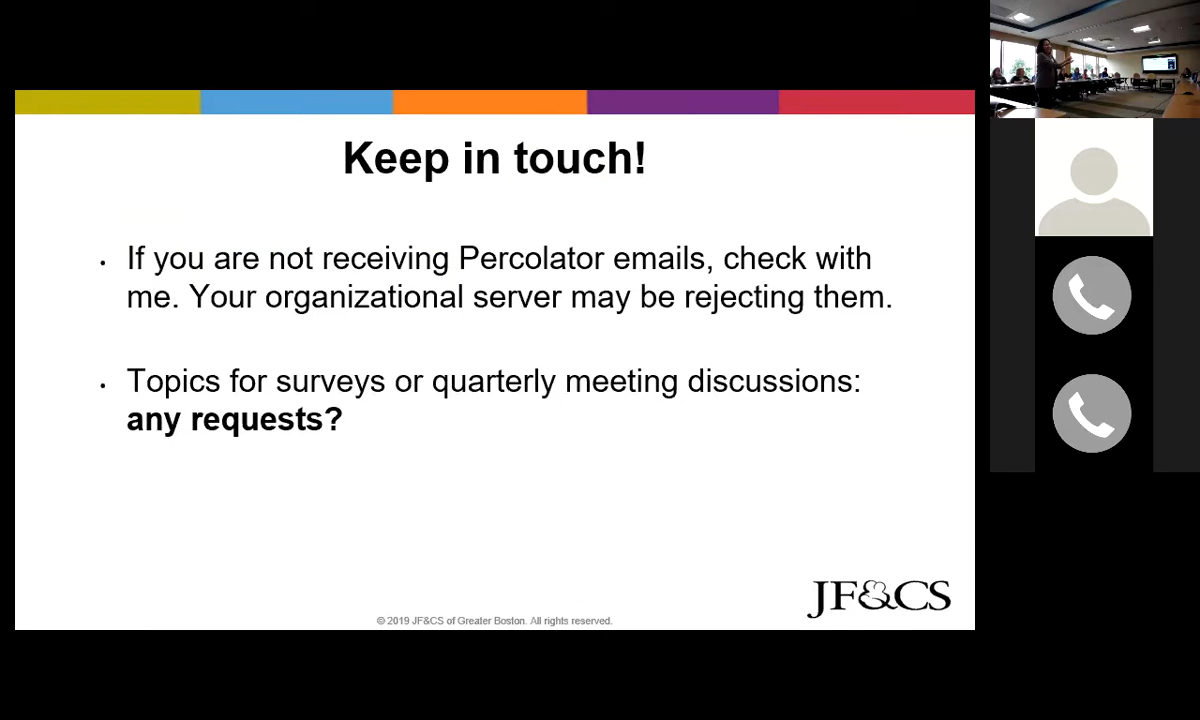 Keep in touch!
• If you are not receiving Percolator emails, check with
me. Your organizational server may be rejecting them.
• Topics for surveys or quarterly meeting discussions:
any requests?
JF&CS
© 2019 JF&CS of Greater Boston. All rights reserved.